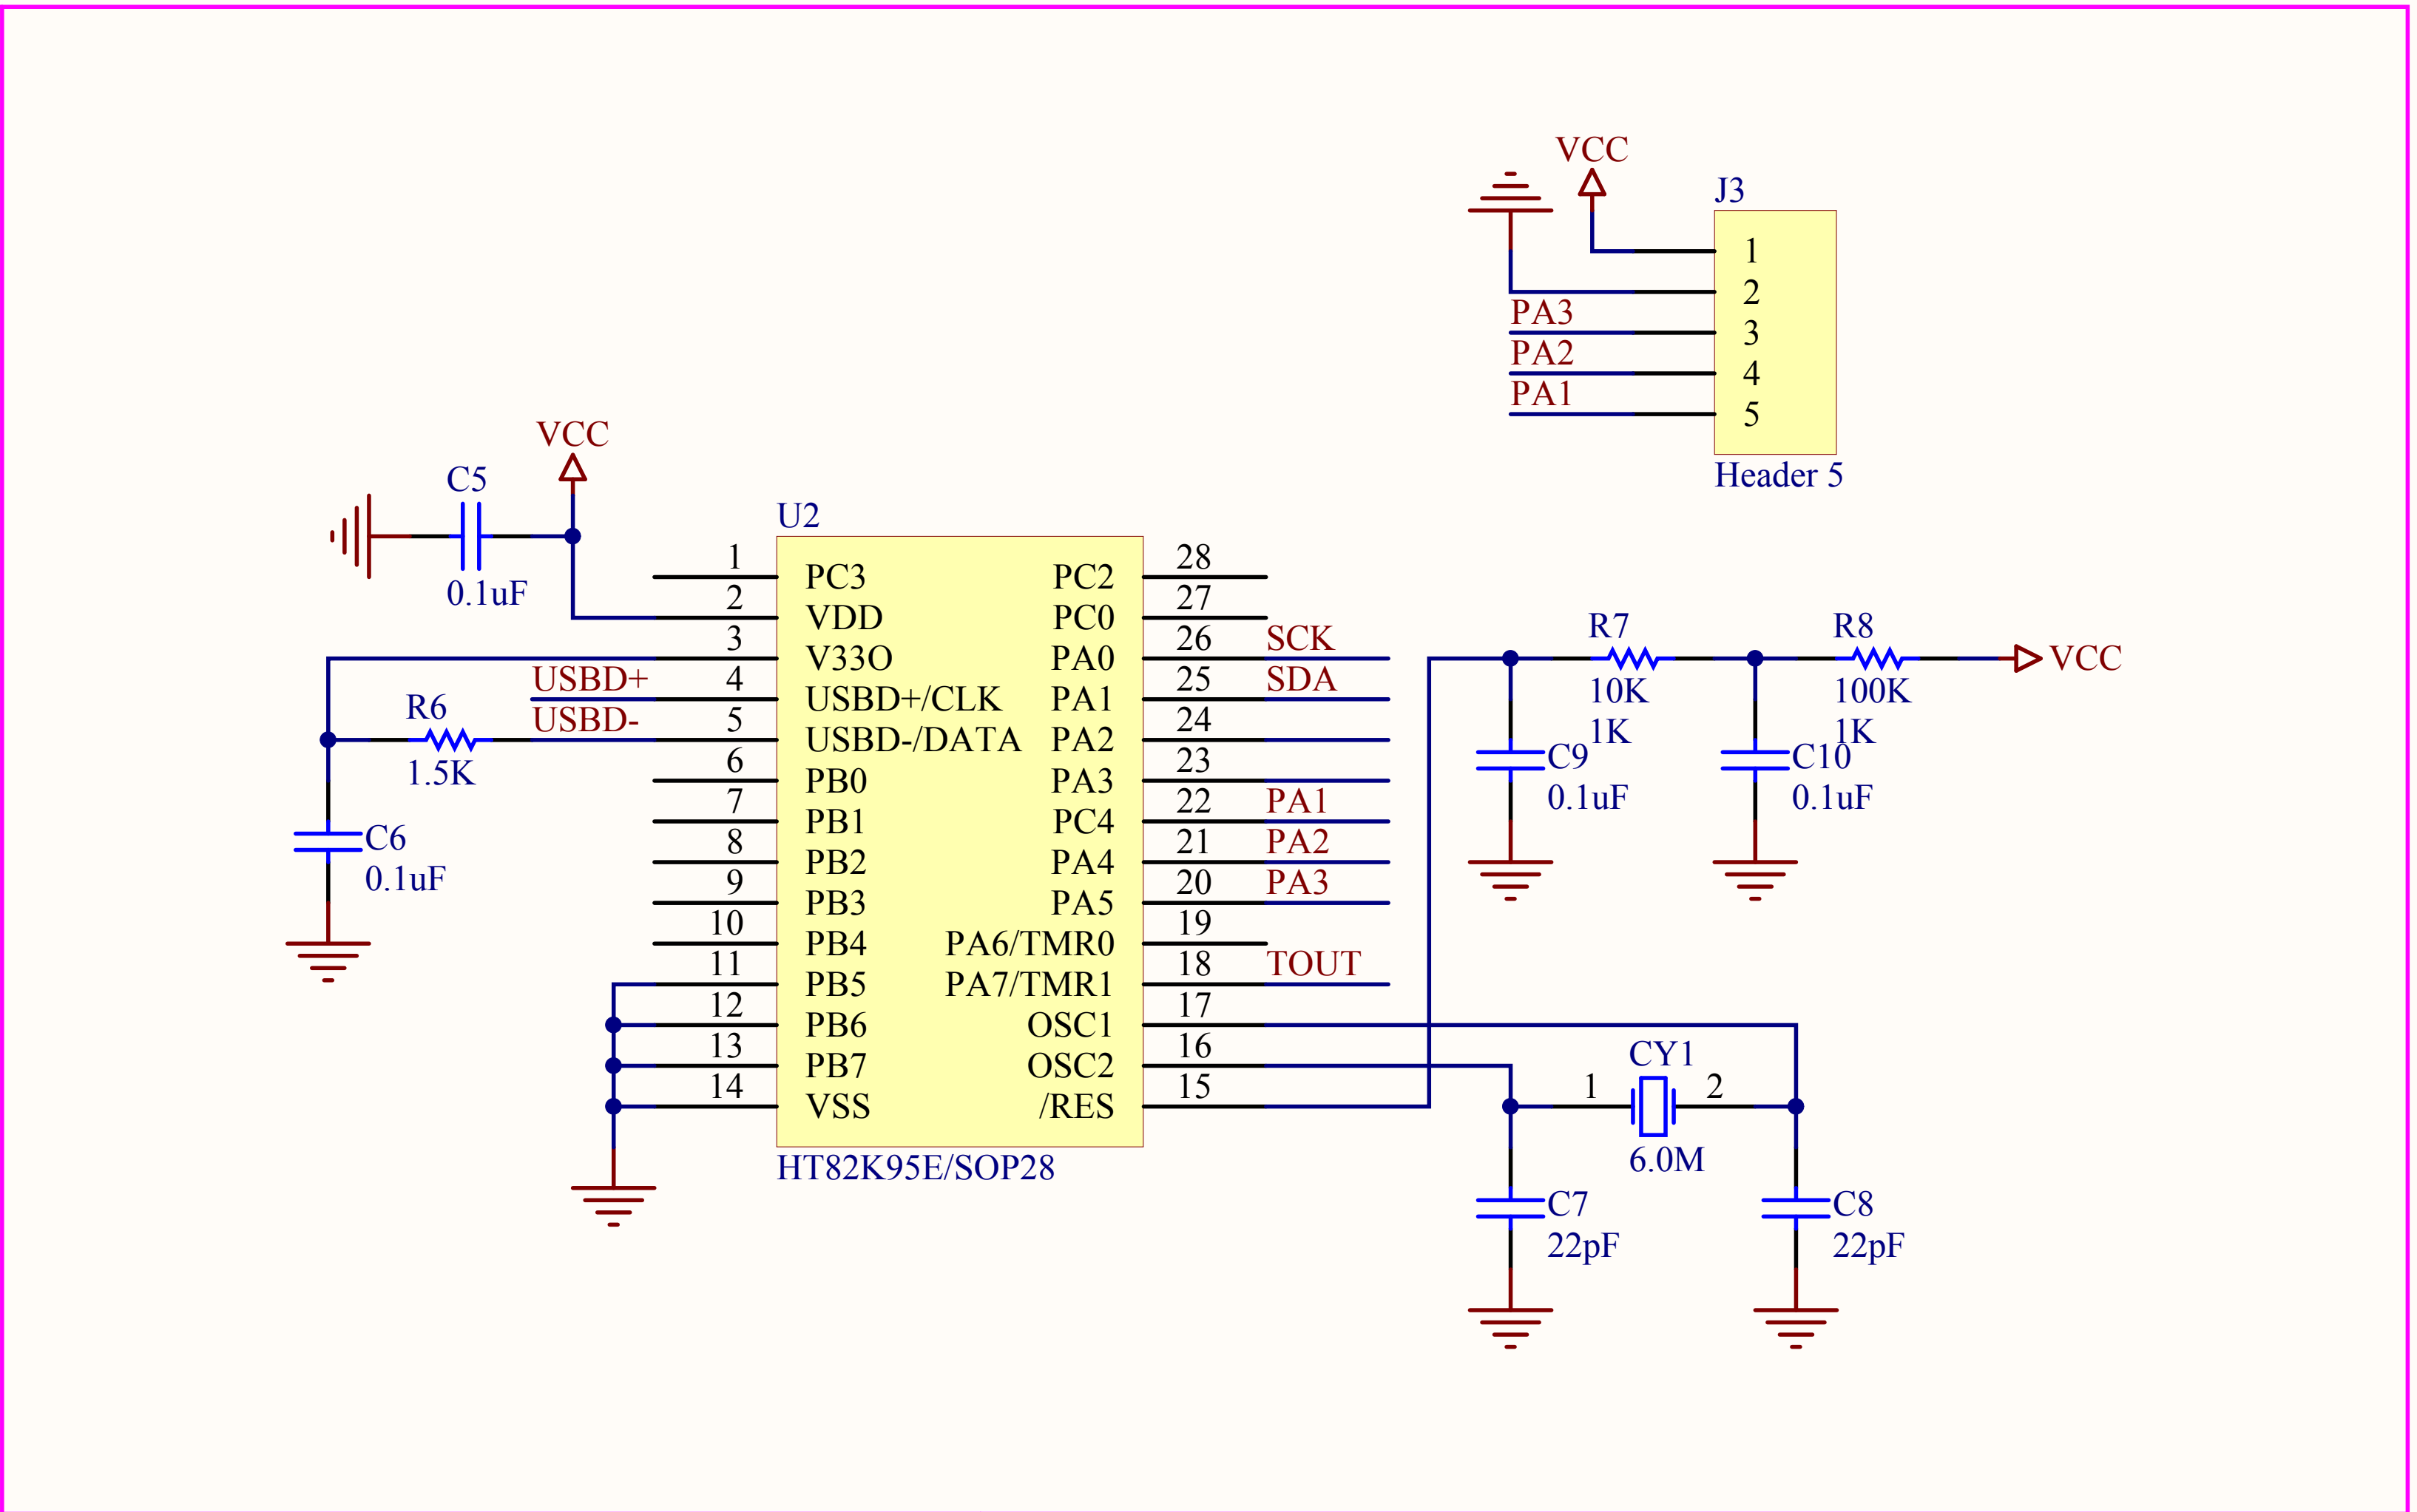 VCC
J3
1
2
PA3
3
PA2
4
PA1
5
Header 5
VCC
C5
0.1uF
U2
1 PC3 PC2 28
2 VDD PC0 27
3 V33O PA0 26 SCK
USBD+ 4 USBD+/CLK PA1 25 SDA
USBD- 5 USBD-/DATA PA2 24
6 PB0 PA3 23
7 PB1 PC4 22 PA1
8 PB2 PA4 21 PA2
9 PB3 PA5 20 PA3
10 PB4 PA6/TMR0 19
11 PB5 PA7/TMR1 18 TOUT
12 PB6 OSC1 17
13 PB7 OSC2 16
14 VSS /RES 15
HT82K95E/SOP28
R6
1.5K
C6
0.1uF
R7
10K
1K
R8
100K
1K
VCC
C9
0.1uF
C10
0.1uF
CY1
1 2
6.0M
C7
22pF
C8
22pF